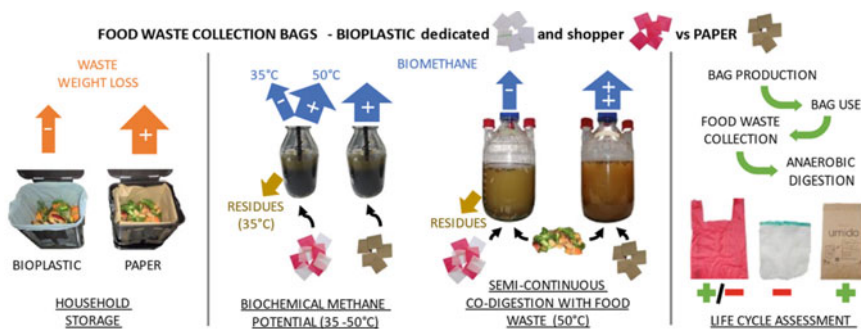 FOOD WASTE COLLECTION BAGS - BIOPLASTIC dedicated and shopper vs PAPER
WASTE
WEIGHT LOSS
-
+
BIOPLASTIC
PAPER
HOUSEHOLD
STORAGE
35°C
50°C
BIOMETHANE
-
+
+
RESIDUES
(35°C)
BIOCHEMICAL METHANE
POTENTIAL (35 -50°C)
-
+
+
RESIDUES
SEMI-CONTINUOUS
CO-DIGESTION WITH FOOD
WASTE (50°C)
BAG PRODUCTION
BAG USE
FOOD WASTE
COLLECTION
ANAEROBIC
DIGESTION
umido
+/-
-
+
LIFE CYCLE ASSESSMENT